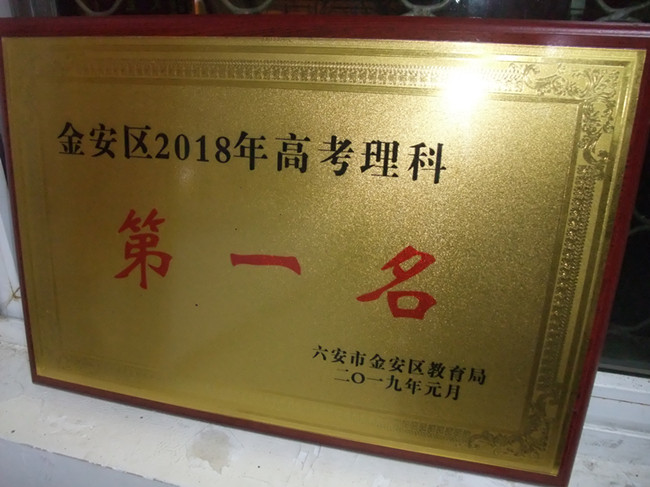 金安区2018年高考理科
第一名
六安市金安区教育局
二〇一九年元月